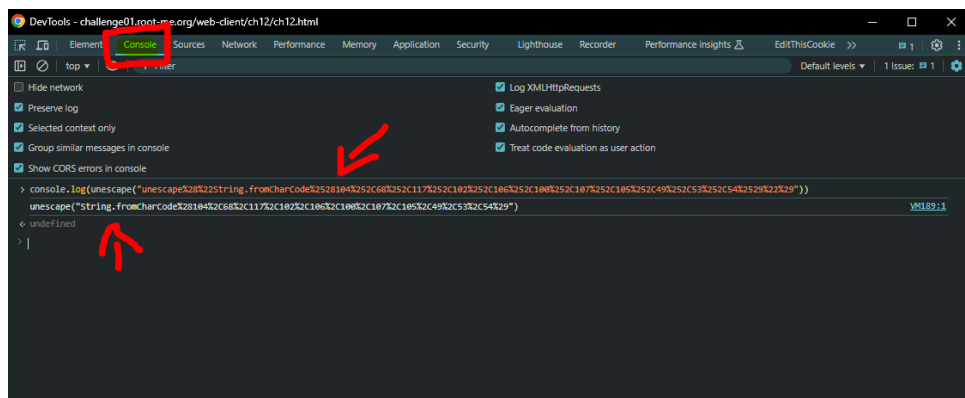 DevTools - challenge01.root-me.org/web-client/ch12/ch12.html
Element Console Sources Network Performance Memory Application Security Lighthouse Recorder Performance insights EditThisCookie >> 1
top ▼ Default levels ▼ 1 Issue: 1
Hide network Log XMLHttpRequests
Preserve log Eager evaluation
Selected context only Autocomplete from history
Group similar messages in console Treat code evaluation as user action
Show CORS errors in console
> console.log(unescape("unescape%28%22String.fromCharCode%2528104%252C68%252C117%252C102%252C106%252C100%252C107%252C105%252C49%252C53%252C54%2529%22%29"))
unescape("String.fromCharCode%28104%2C68%2C117%2C102%2C106%2C100%2C107%2C105%2C49%2C53%2C54%29") VM189:1
undefined
>